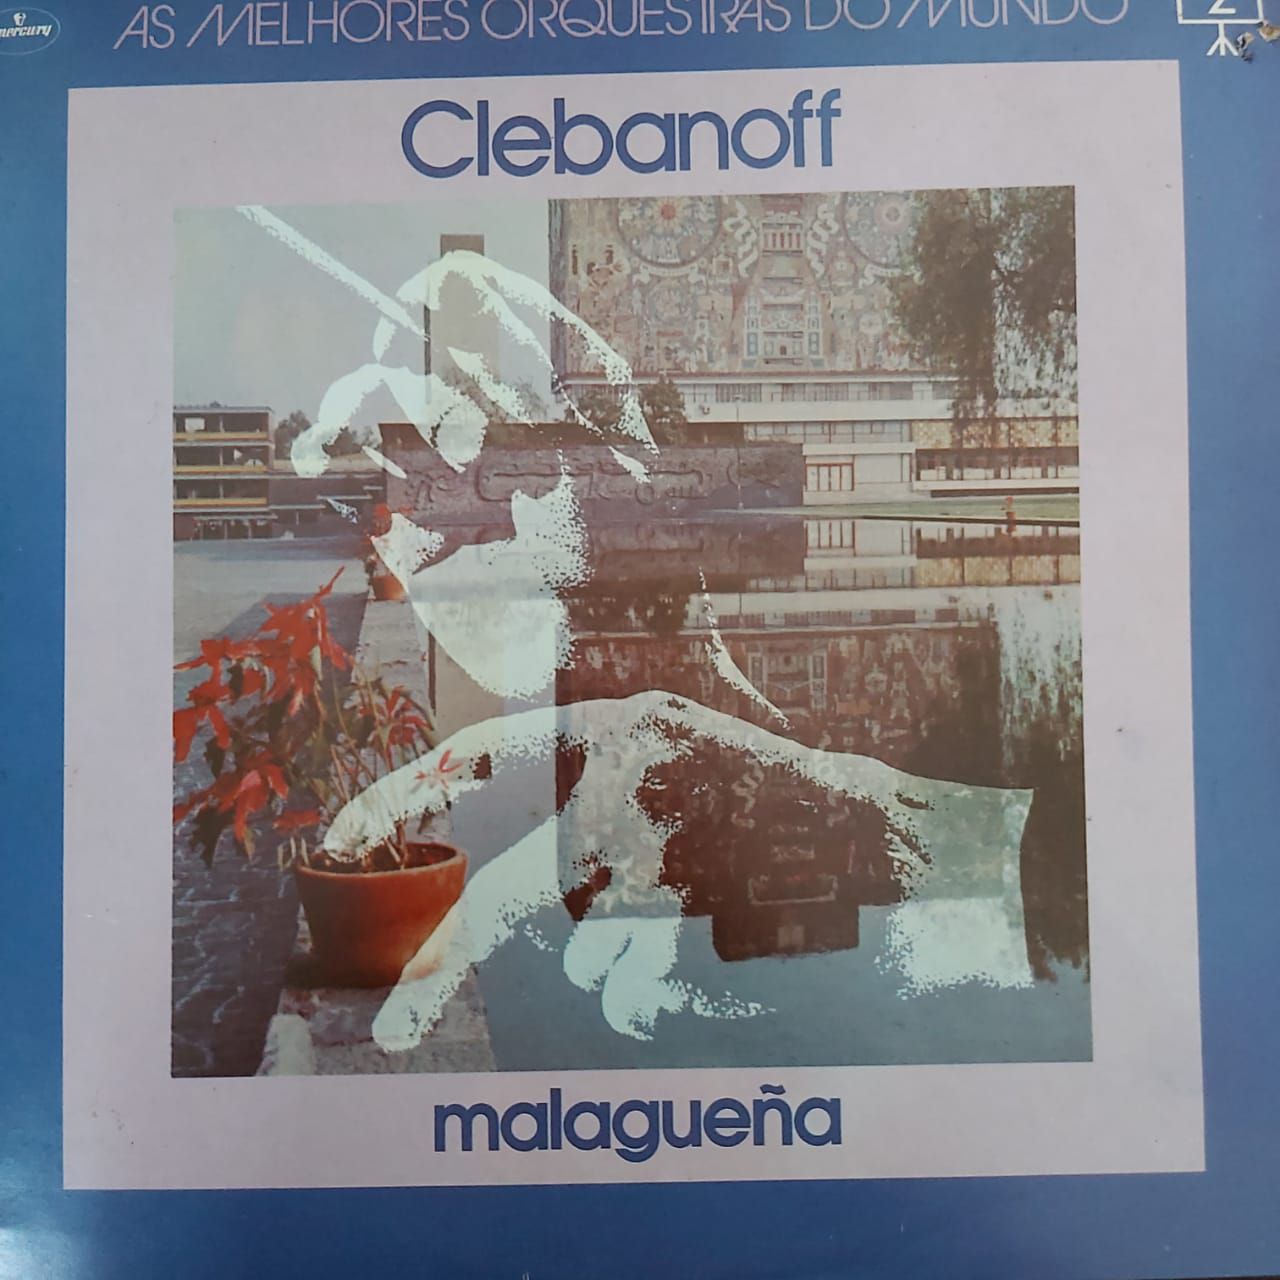 mercury
AS MELHORES ORQUESTRAS DO MUNDO
2
Clebanoff
malagueña